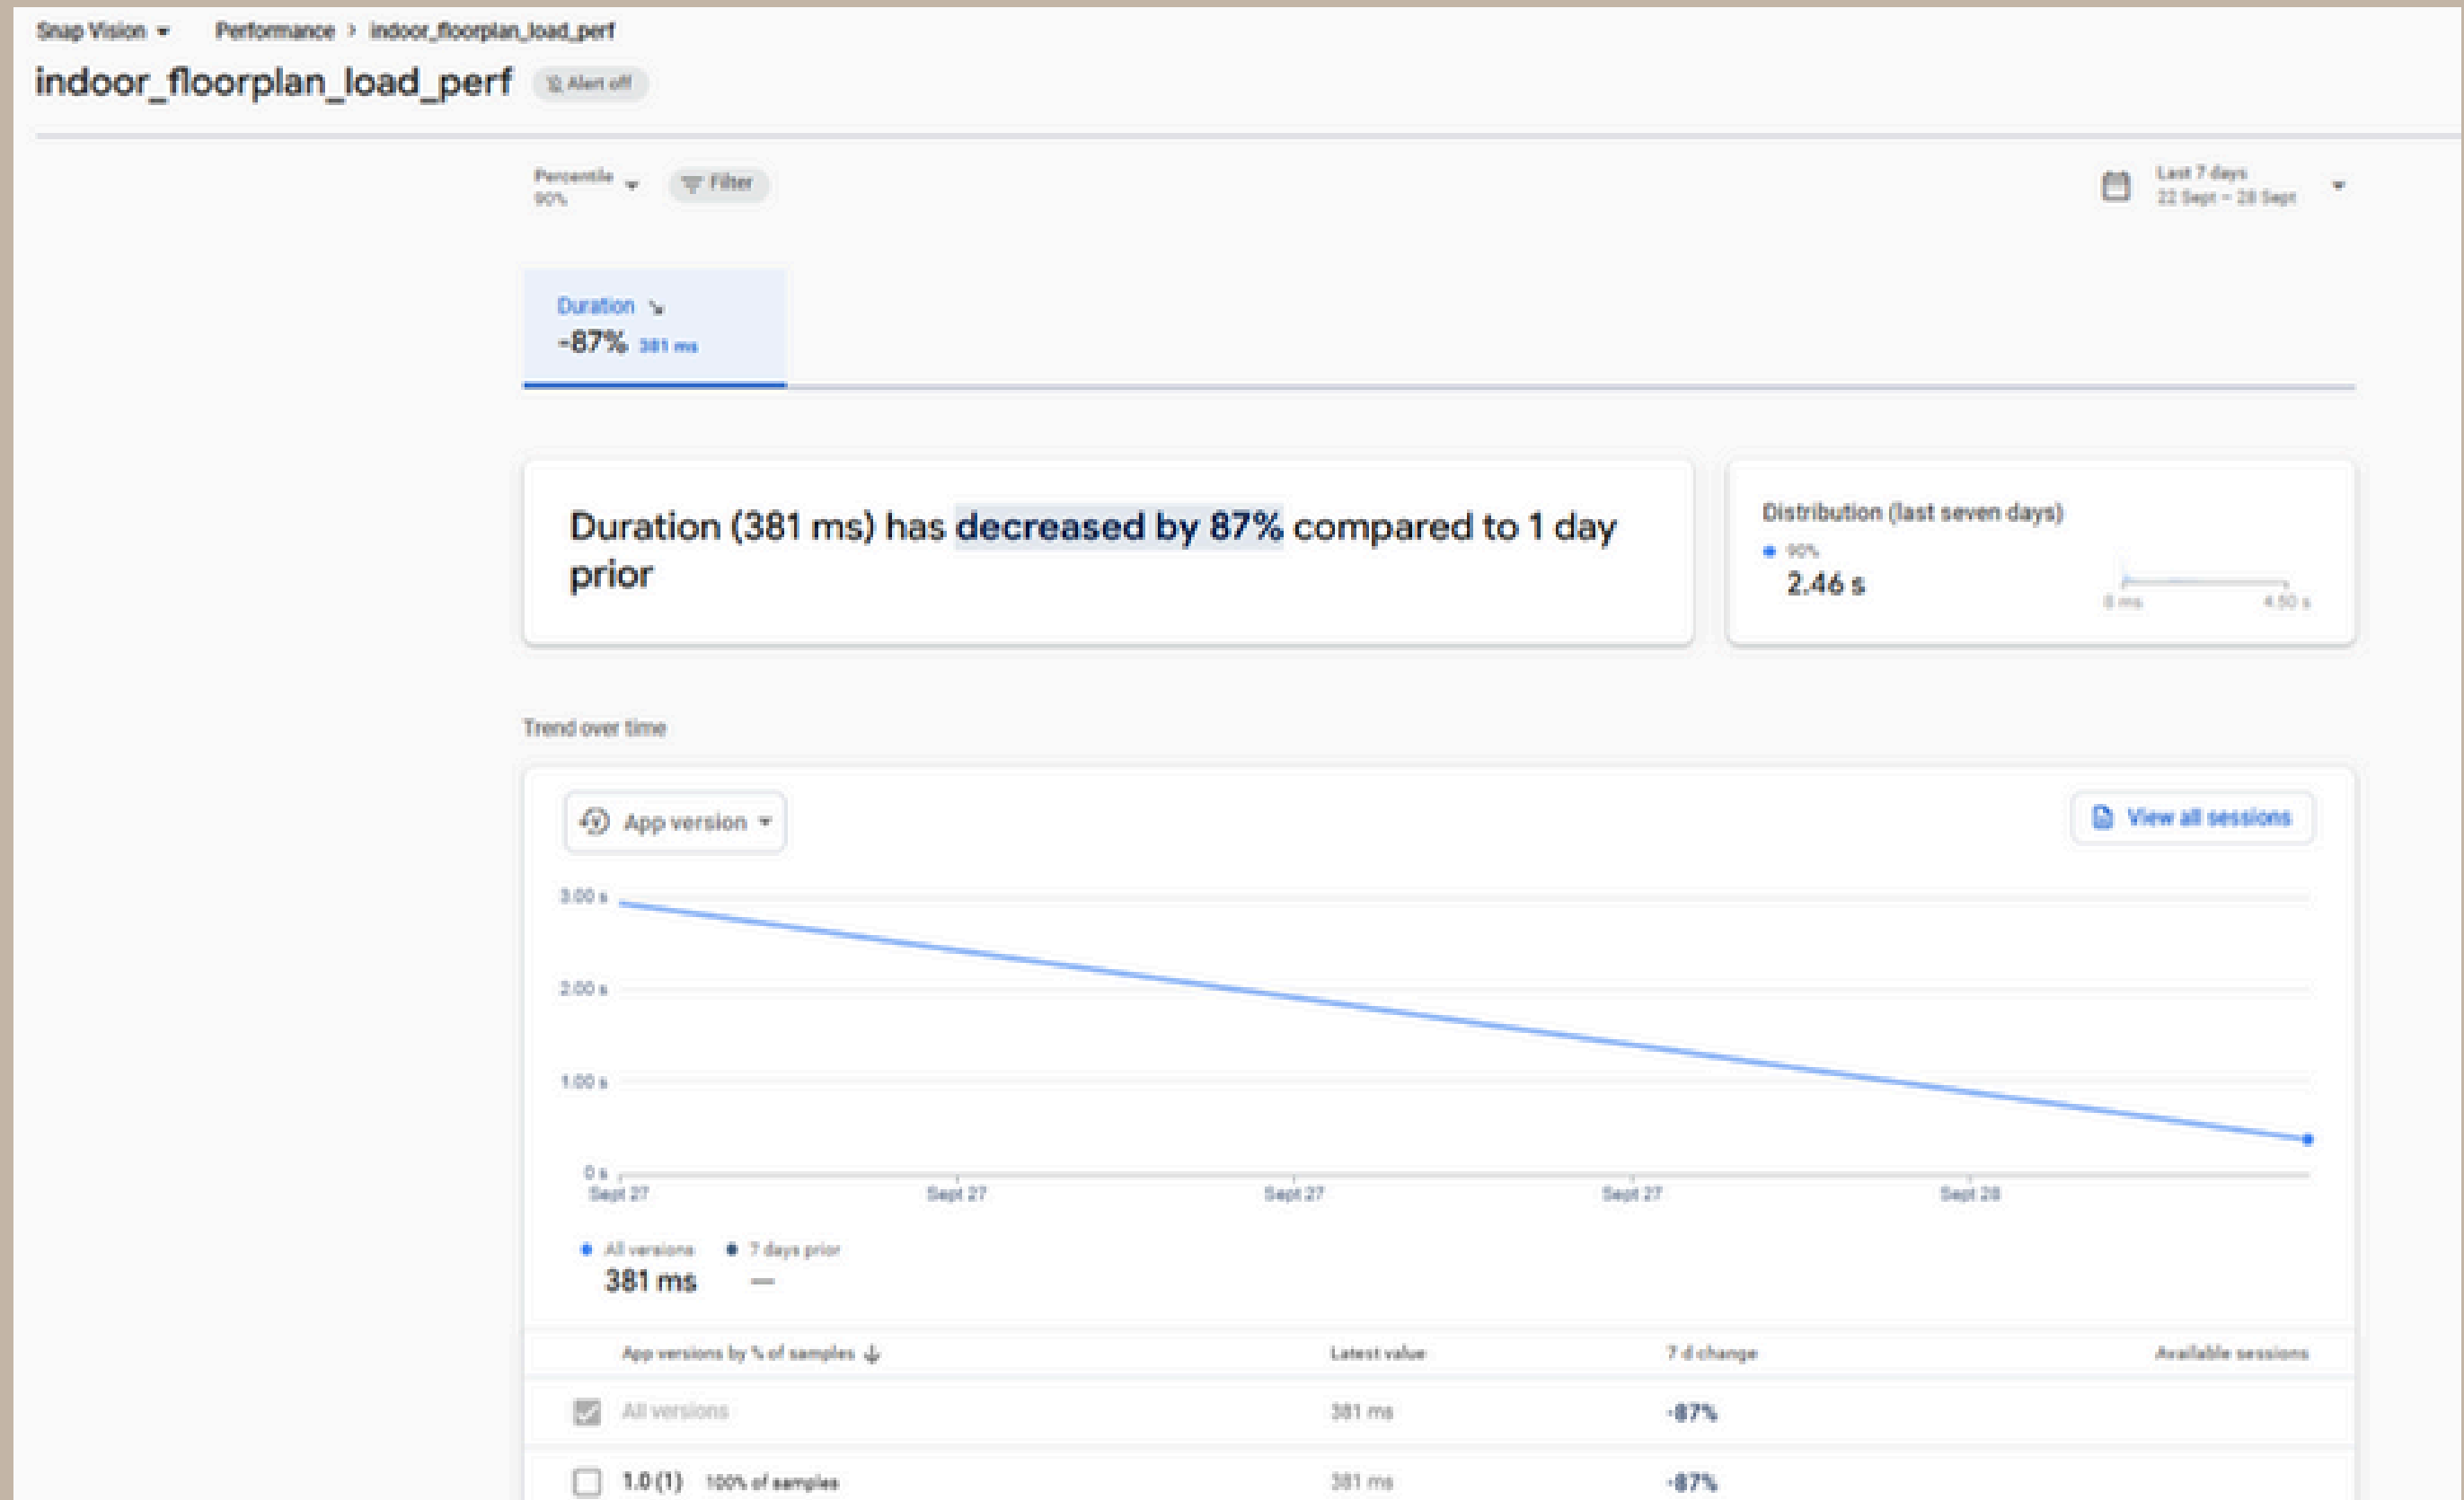 Snap Vision Performance > indoor_floorplan_load_perf
indoor_floorplan_load_perf Alert off
Percentile
90%
Filter
Last 7 days
22 Sept – 28 Sept
Duration
-87% 381 ms
Duration (381 ms) has decreased by 87% compared to 1 day
prior
Distribution (last seven days)
90%
2.46 s
0 ms 4.50 s
Trend over time
App version
View all sessions
3.00 s
2.00 s
1.00 s
0 s
Sept 27 Sept 27 Sept 27 Sept 27 Sept 28
All versions 7 days prior
381 ms —
App versions by % of samples Latest value 7 d change Available sessions
All versions 381 ms -87%
1.0 (1) 100% of samples 381 ms -87%